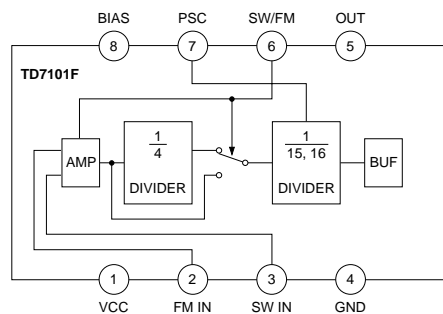 BIAS PSC SW/FM OUT
8 7 6 5
TD7101F
AMP
1
4
DIVIDER
1
15, 16
DIVIDER
BUF
1 2 3 4
VCC FM IN SW IN GND